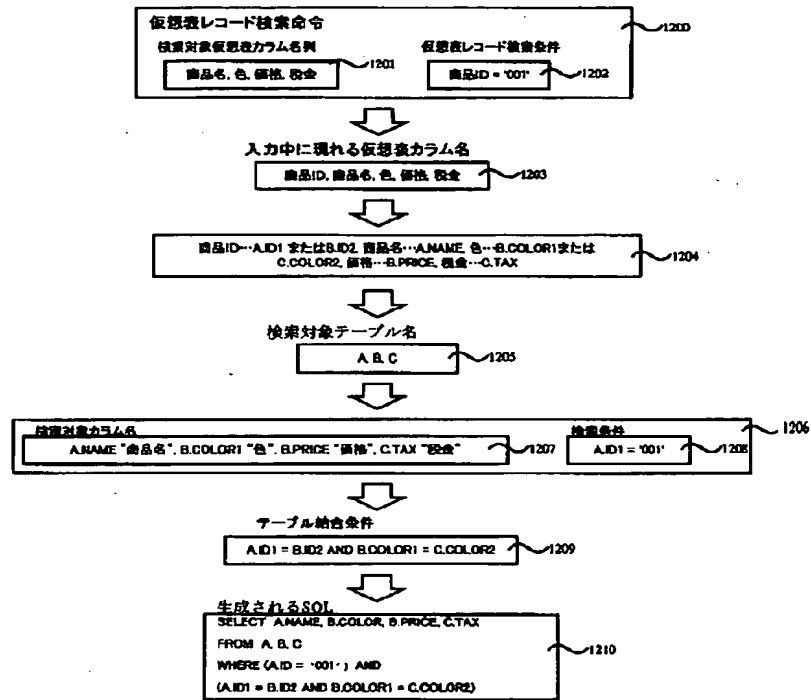 仮想表レコード検索命令
1200
検索対象仮想表カラム名列
仮想表レコード検索条件
1201
商品名, 色, 価格, 税金
商品ID = '001'
1202
入力中に現れる仮想表カラム名
商品ID, 商品名, 色, 価格, 税金
1203
商品ID…A.ID1 またはB.ID2, 商品名…A.NAME, 色…B.COLOR1または
C.COLOR2, 価格…B.PRICE, 税金…C.TAX
1204
検索対象テーブル名
A, B, C
1205
検索対象カラム名
検索条件
1206
A.NAME "商品名", B.COLOR1 "色", B.PRICE "価格", C.TAX "税金"
1207
A.ID1 = '001'
1208
テーブル結合条件
A.ID1 = B.ID2 AND B.COLOR1 = C.COLOR2
1209
生成されるSQL
SELECT A.NAME, B.COLOR, B.PRICE, C.TAX
FROM A, B, C
WHERE (A.ID = '001') AND
(A.ID1 = B.ID2 AND B.COLOR1 = C.COLOR2)
1210